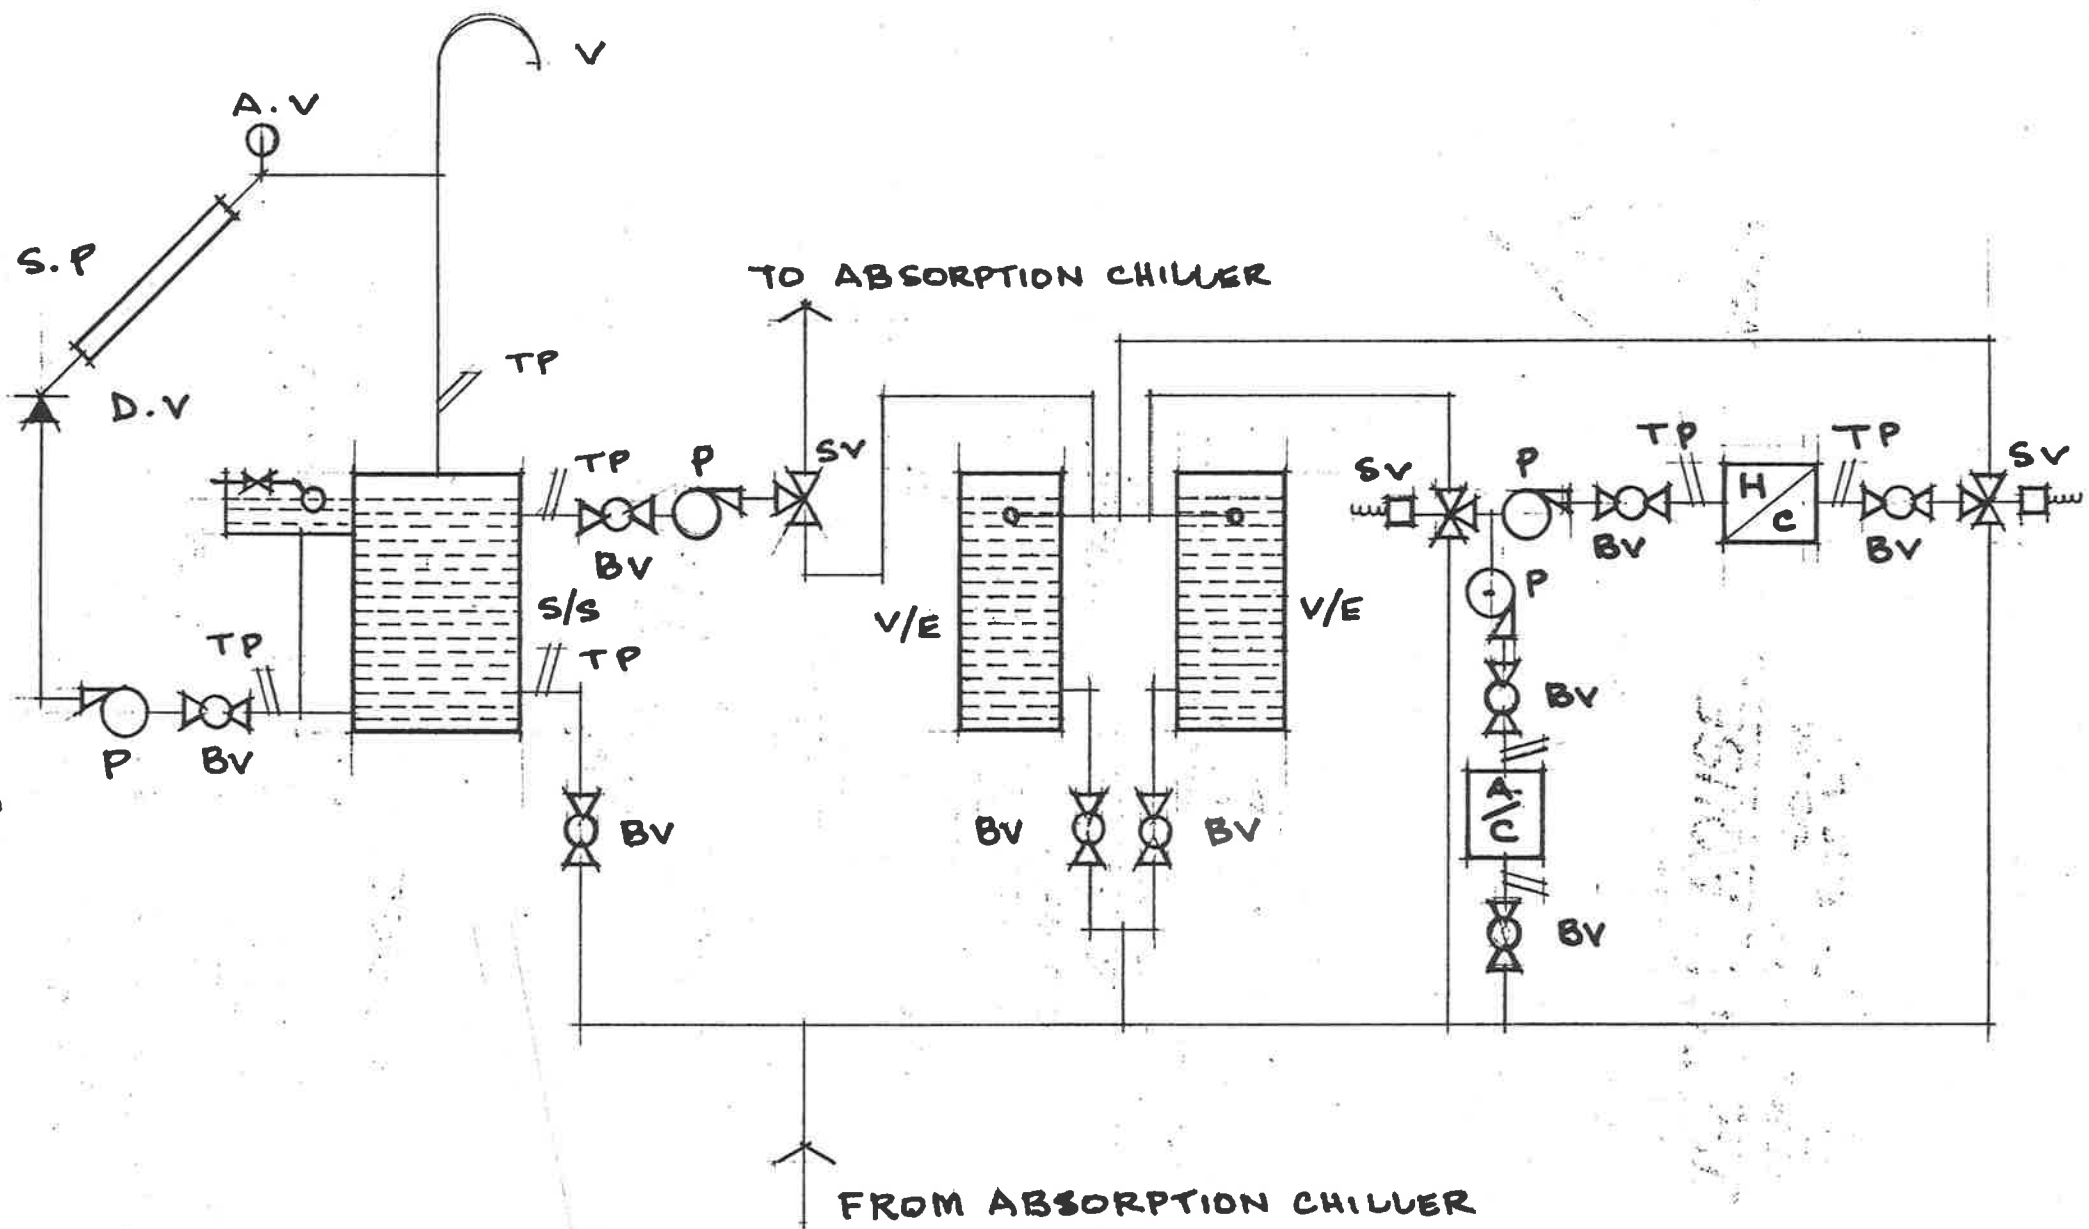 V
A.V
S.P
TO ABSORPTION CHILLER
TP
D.V
TP
P
SV
SV
P
TP
TP
SV
H
C
BV
BV
BV
S/S
V/E
V/E
P
TP
TP
BV
P
BV
BV
BV
BV
A
C
BV
FROM ABSORPTION CHILLER